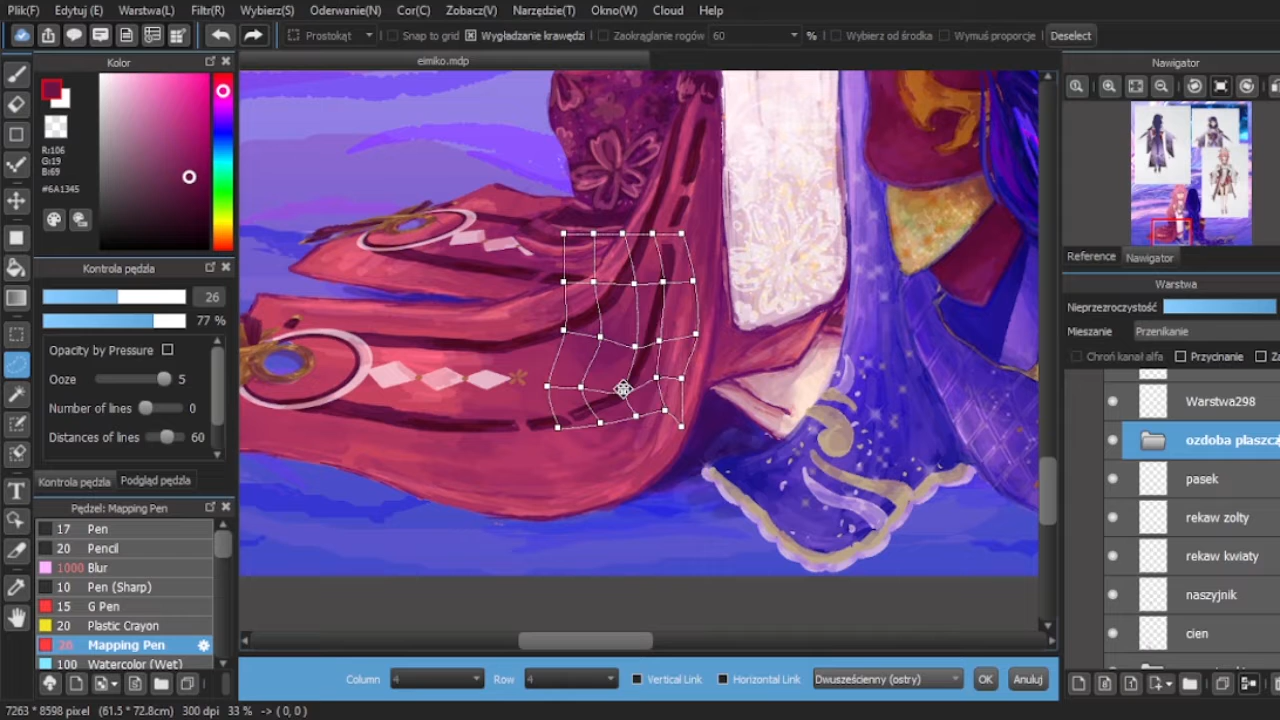 Plik(F) Edytuj (E) Warstwa(L) Filtr(R) Wybierz(S) Oderwanie(N) Cor(C) Zobacz(V) Narzędzie(T) Okno(W) Cloud Help
Prostokąt Snap to grid Wygładzanie krawędzi Zaokrąglanie rogów 60 % Wybierz od środka Wymuś proporcje Deselect
Kolor
eimiko.mdp
Nawigator
R:106
G:19
B:69
#6A1345
Kontrola pędzla
26
77 %
Opacity by Pressure
Ooze 5
Number of lines 0
Distances of lines 60
Kontrola pędzla Podgląd pędzla
Pędzel: Mapping Pen
17 Pen
20 Pencil
1000 Blur
10 Pen (Sharp)
15 G Pen
20 Plastic Crayon
26 Mapping Pen
100 Watercolor (Wet)
Reference Nawigator
Warstwa
Nieprzezroczystość
Mieszanie Przenikanie
Chroń kanał alfa Przycinanie
Warstwa298
ozdoba plaszcz
pasek
rekaw zolty
rekaw kwiaty
naszyjnik
cien
Column 4 Row 4 Vertical Link Horizontal Link Dwusześcienny (ostry) OK Anuluj
7263 * 8598 pixel (61.5 * 72.8cm) 300 dpi 33 % -> ( 0, 0 )